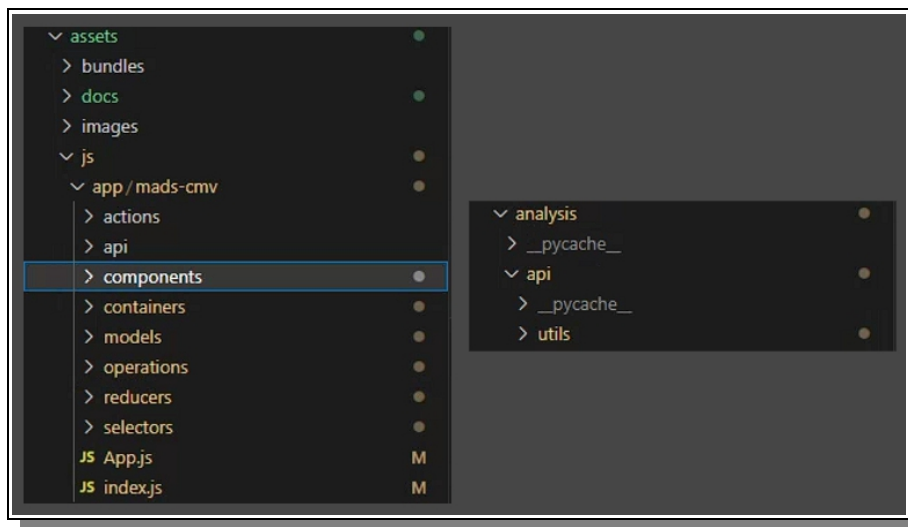 assets
bundles
docs
images
js
app / mads-cmv
actions
api
components
containers
models
operations
reducers
selectors
JS App.js M
JS index.js M
analysis
__pycache__
api
__pycache__
utils